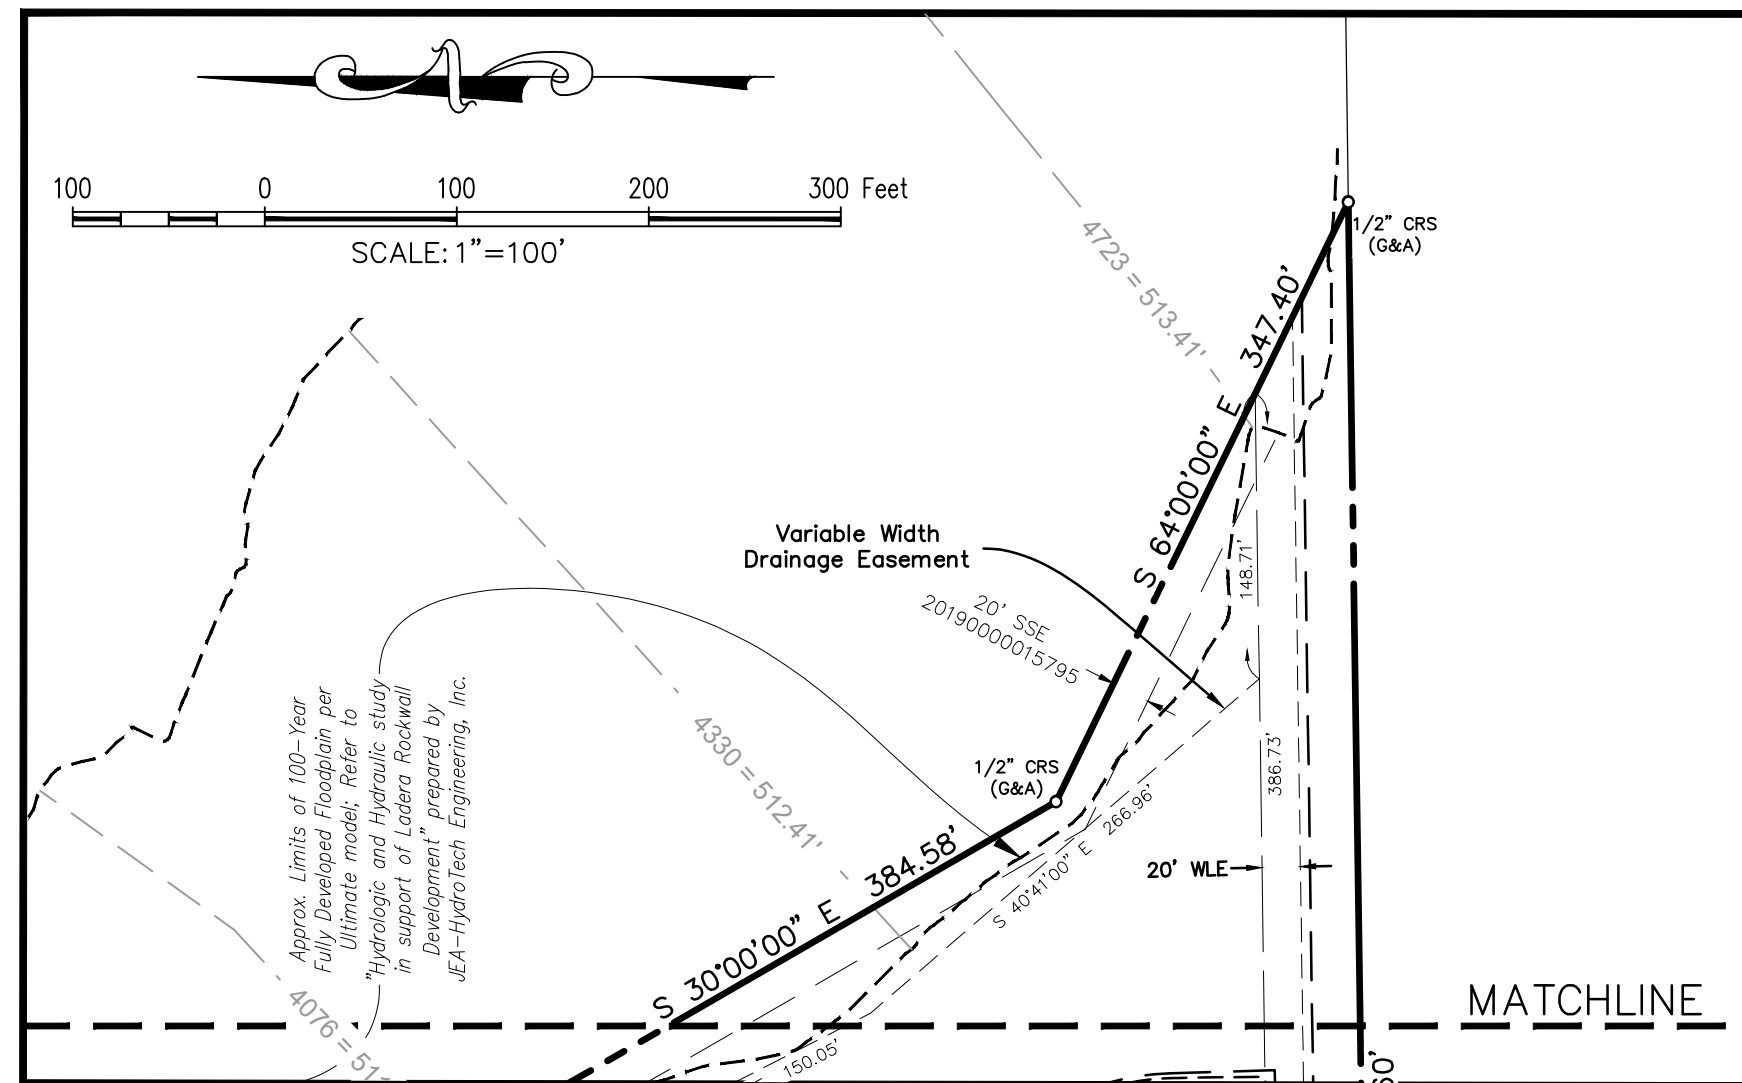 100 0 100 200 300 Feet
SCALE: 1"=100'
1/2" CRS
(G&A)
4723 = 513.41'
S 64°00'00" E 347.40'
Variable Width
Drainage Easement
20' SSE
20190000015795
148.71'
386.73'
4330 = 512.41'
1/2" CRS
(G&A)
S 40°41'00" E 266.96'
20' WLE
S 30°00'00" E 384.58'
Approx. Limits of 100-Year
Fully Developed Floodplain per
Ultimate model; Refer to
"Hydrologic and Hydraulic study
in support of Ladera Rockwall
Development" prepared by
JEA-HydroTech Engineering, Inc.
MATCHLINE
150.05'